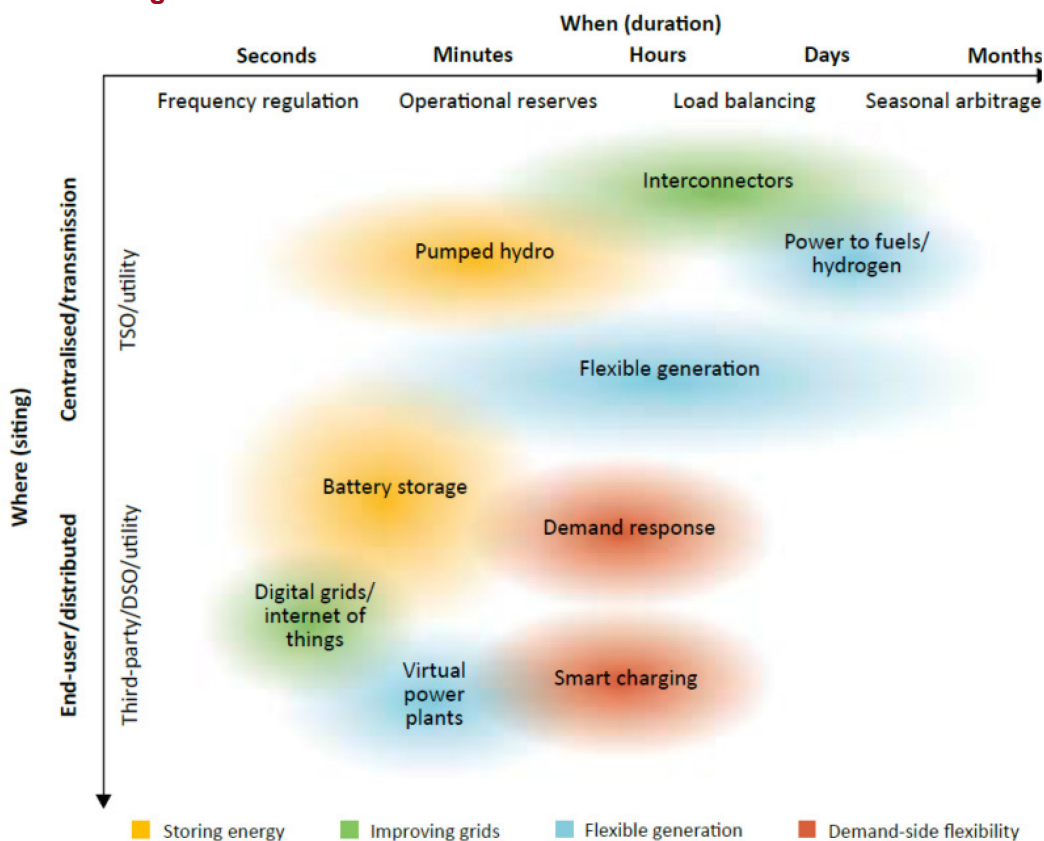 When (duration)
Seconds Minutes Hours Days Months
Frequency regulation Operational reserves Load balancing Seasonal arbitrage
Where (siting)
Centralised/transmission
TSO/utility
End-user/distributed
Third-party/DSO/utility
Interconnectors
Pumped hydro
Power to fuels/
hydrogen
Flexible generation
Battery storage
Demand response
Digital grids/
internet of
things
Virtual
power
plants
Smart charging
Storing energy Improving grids Flexible generation Demand-side flexibility